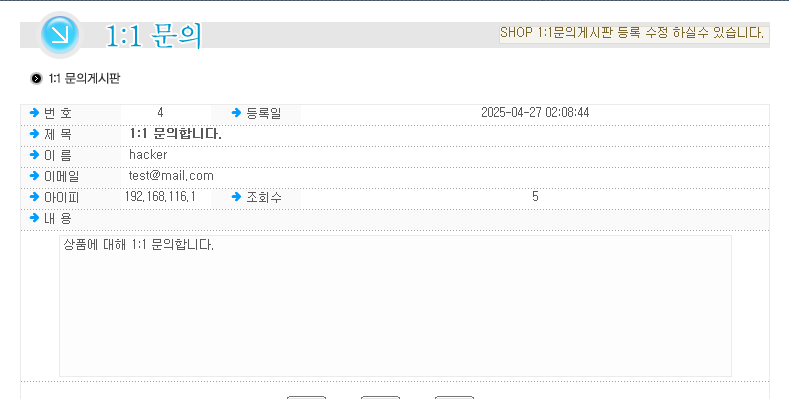 1:1 문의
SHOP 1:1문의게시판 등록 수정 하실수 있습니다.
1:1 문의게시판
번 호 4 등록일 2025-04-27 02:08:44
제 목 1:1 문의합니다.
이 름 hacker
이메일 test@mail.com
아이피 192.168.116.1 조회수 5
내 용
상품에 대해 1:1 문의합니다.